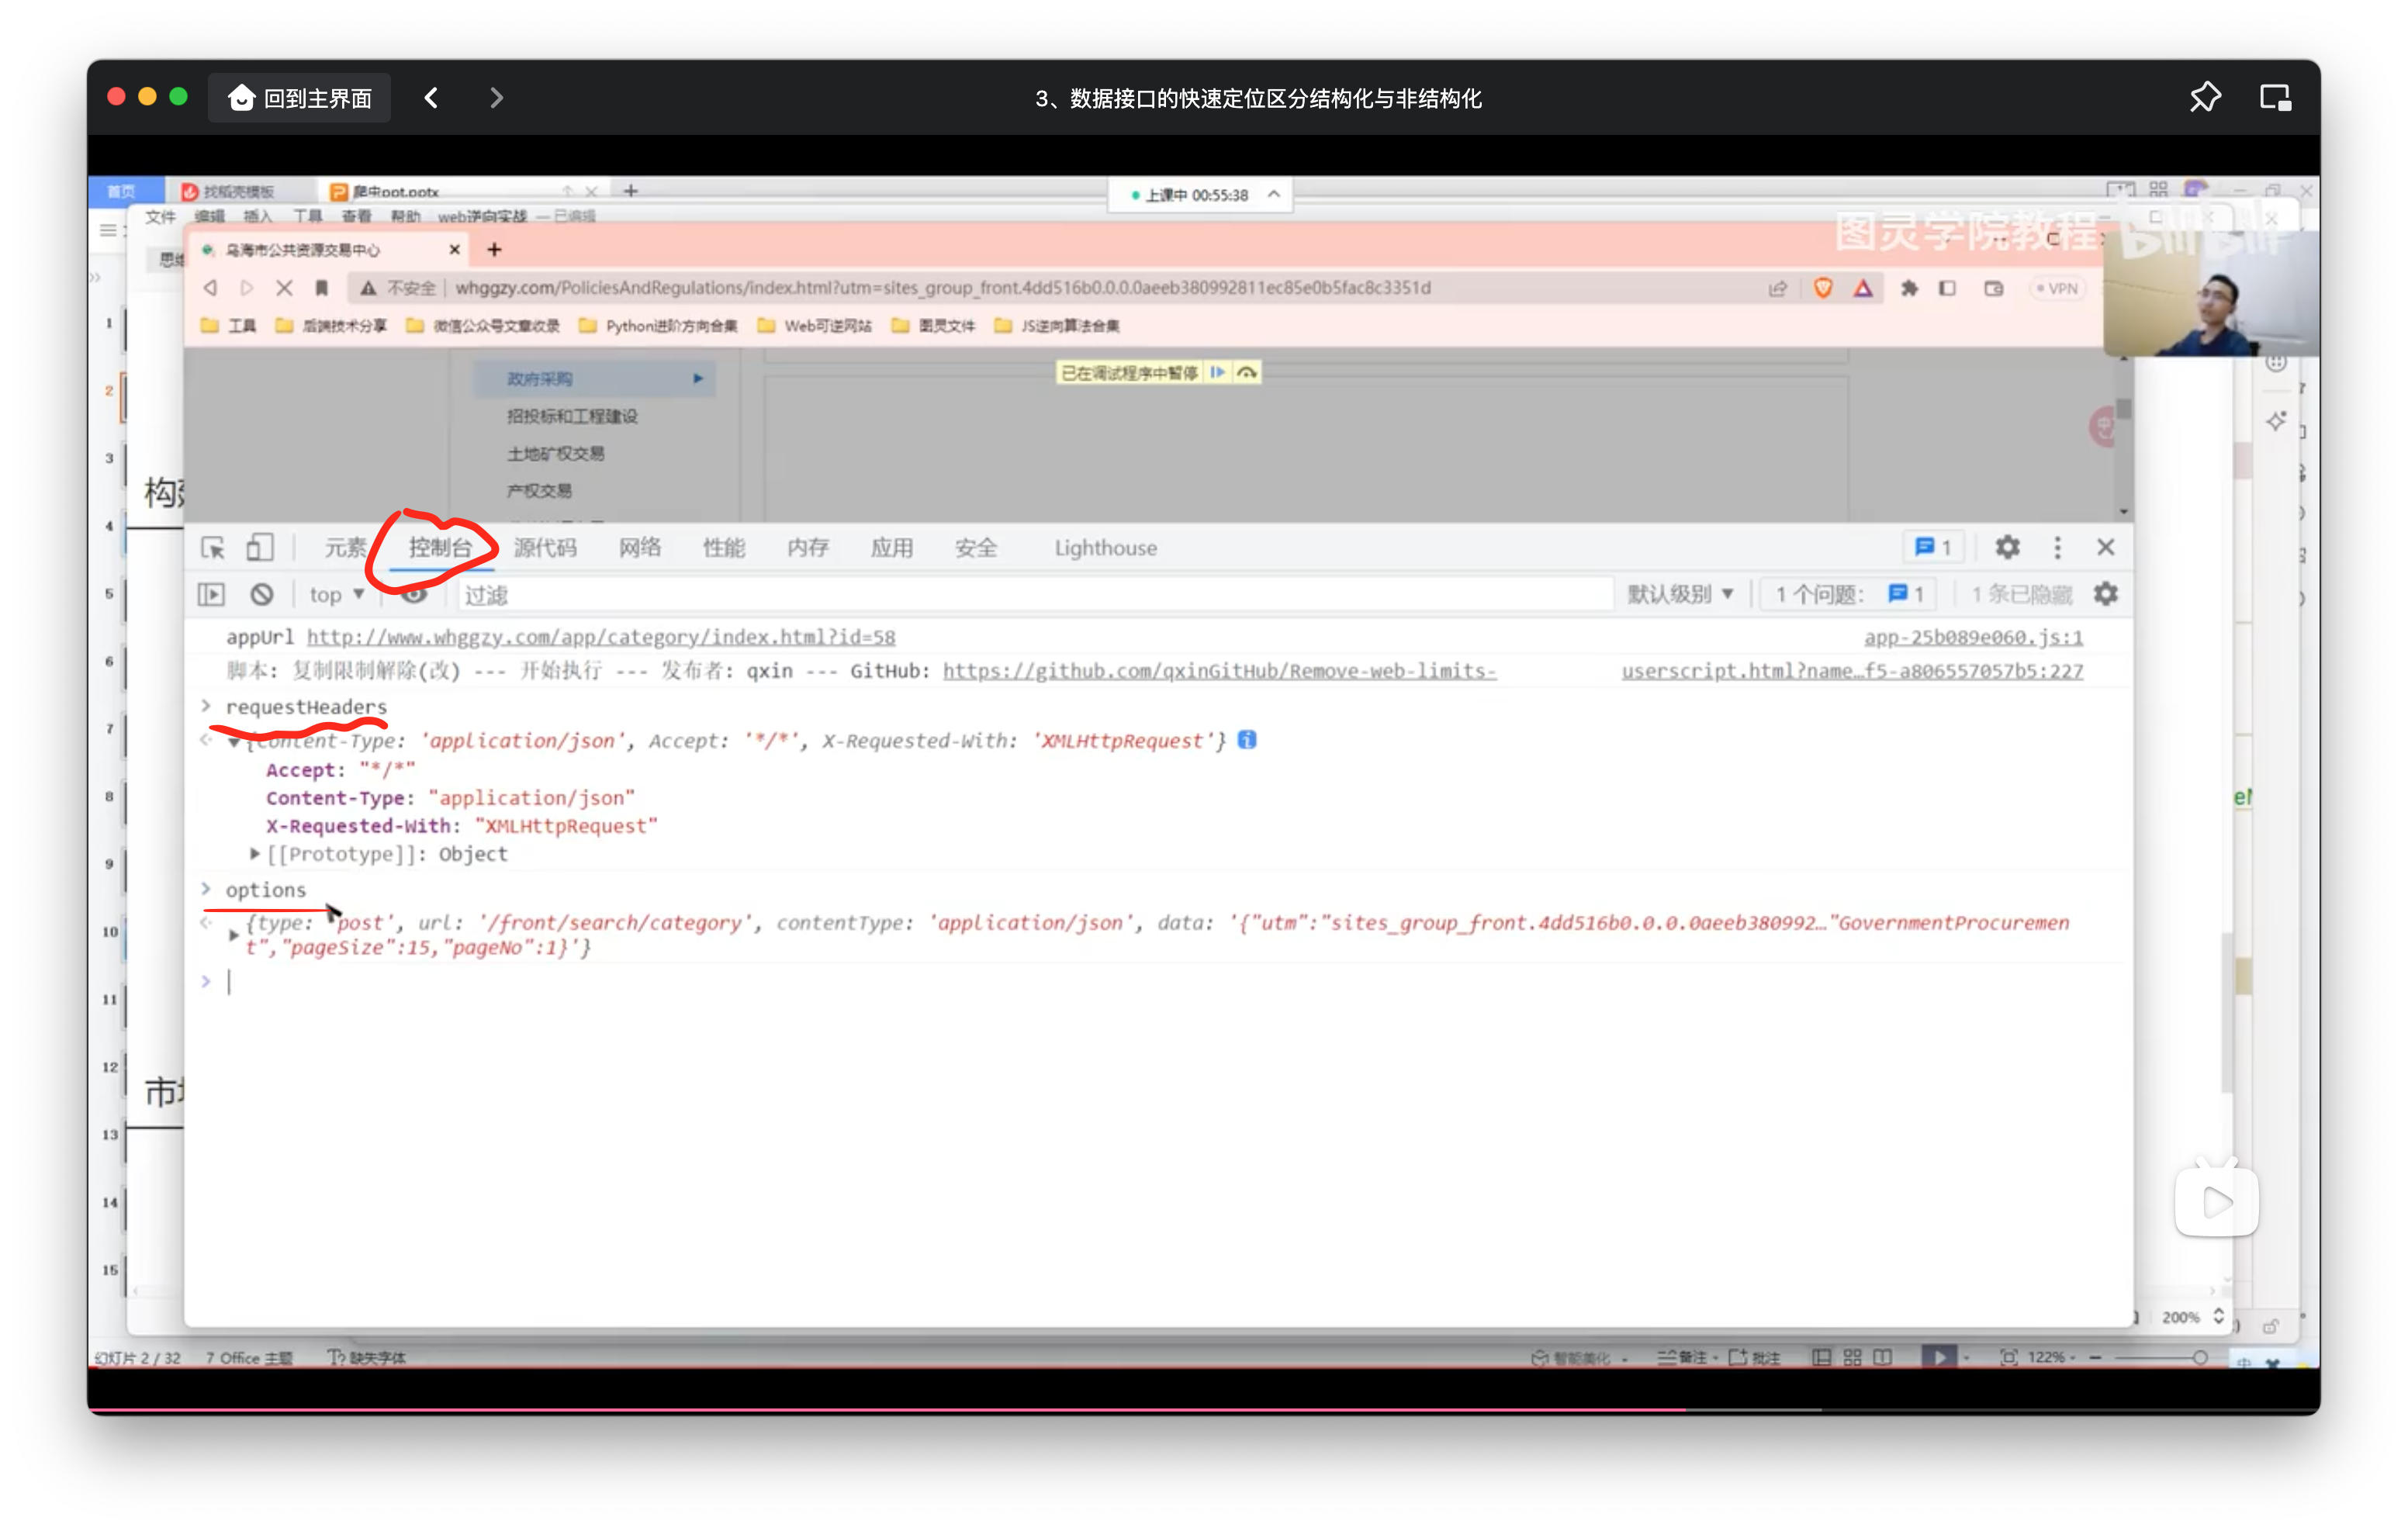 回到主界面
3、数据接口的快速定位区分结构化与非结构化
首页 找稻壳模板 爬虫ppt.pptx
上课中 00:55:38
文件 编辑 插入 工具 查看 帮助 web逆向实战 — 已编辑
图灵学院教程 bilibili
乌海市公共资源交易中心
不安全 whggzy.com/PoliciesAndRegulations/index.html?utm=sites_group_front.4dd516b0.0.0.0aeeb380992811ec85e0b5fac8c3351d
VPN
工具 后端技术分享 微信公众号文章收录 Python进阶方向合集 Web可逆网站 图灵文件 JS逆向算法合集
已在调试程序中暂停
政府采购
招投标和工程建设
土地矿权交易
产权交易
元素 控制台 源代码 网络 性能 内存 应用 安全 Lighthouse 1
top 过滤 默认级别 1 个问题: 1 1 条已隐藏
appUrl http://www.whggzy.com/app/category/index.html?id=58 app-25b089e060.js:1
脚本: 复制限制解除(改) --- 开始执行 --- 发布者: qxin --- GitHub: https://github.com/qxinGitHub/Remove-web-limits- userscript.html?name…f5-a806557057b5:227
requestHeaders
{Content-Type: 'application/json', Accept: '*/*', X-Requested-With: 'XMLHttpRequest'}
Accept: "*/*"
Content-Type: "application/json"
X-Requested-With: "XMLHttpRequest"
[[Prototype]]: Object
options
{type: 'post', url: '/front/search/category', contentType: 'application/json', data: '{"utm":"sites_group_front.4dd516b0.0.0.0aeeb380992…"GovernmentProcuremen
t","pageSize":15,"pageNo":1}'}
1
2
3
4
5
6
7
8
9
10
11
12
13
14
15
200%
幻灯片 2 / 32 7 Office 主题 缺失字体 智能美化 备注 批注 122%
中